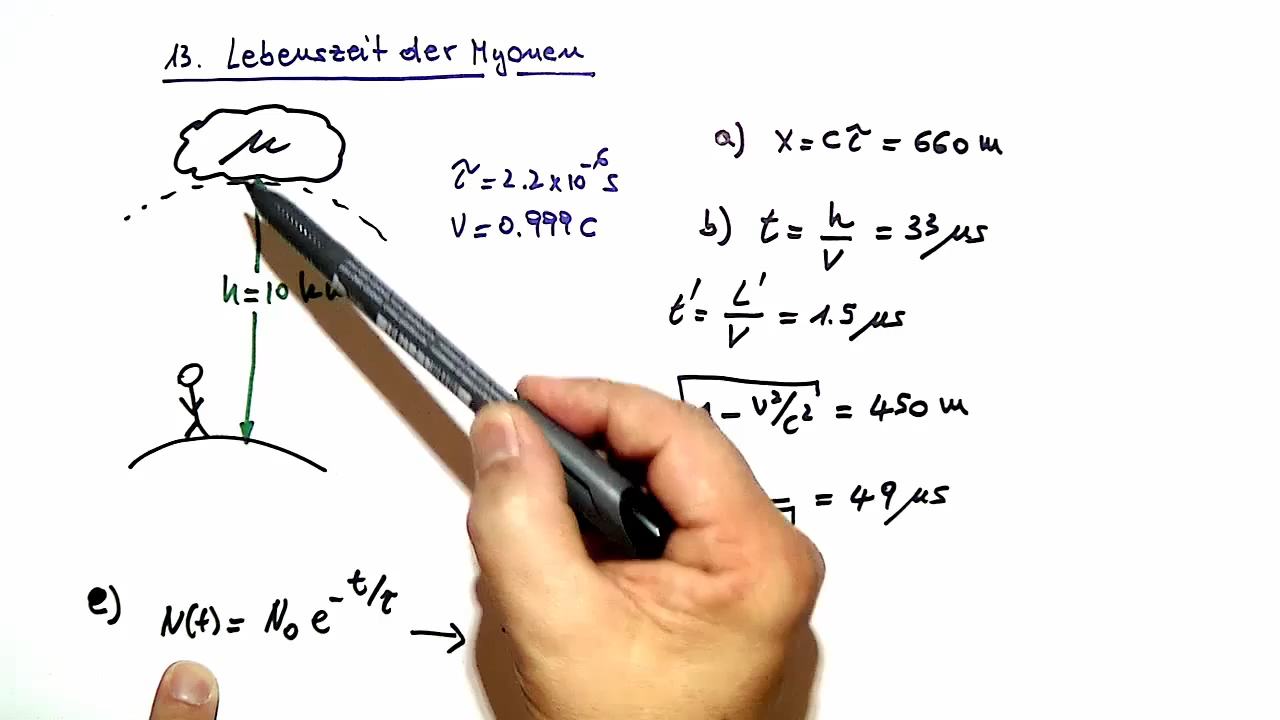 13. Lebenszeit der Myonen
μ
τ = 2.2 × 10⁻⁶ s
V = 0.999 C
h = 10 km
a) X = Cτ = 660 m
b) t = h/V = 33 μs
t' = L'/V = 1.5 μs
1 - V²/C² = 450 m
= 49 μs
e) N(t) = N₀ e^(-t/τ) →